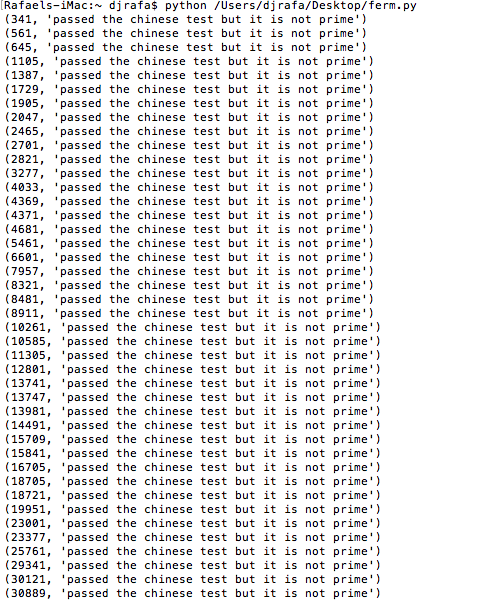 [Rafaels-iMac:~ djrafa$ python /Users/djrafa/Desktop/ferm.py
(341, 'passed the chinese test but it is not prime')
(561, 'passed the chinese test but it is not prime')
(645, 'passed the chinese test but it is not prime')
(1105, 'passed the chinese test but it is not prime')
(1387, 'passed the chinese test but it is not prime')
(1729, 'passed the chinese test but it is not prime')
(1905, 'passed the chinese test but it is not prime')
(2047, 'passed the chinese test but it is not prime')
(2465, 'passed the chinese test but it is not prime')
(2701, 'passed the chinese test but it is not prime')
(2821, 'passed the chinese test but it is not prime')
(3277, 'passed the chinese test but it is not prime')
(4033, 'passed the chinese test but it is not prime')
(4369, 'passed the chinese test but it is not prime')
(4371, 'passed the chinese test but it is not prime')
(4681, 'passed the chinese test but it is not prime')
(5461, 'passed the chinese test but it is not prime')
(6601, 'passed the chinese test but it is not prime')
(7957, 'passed the chinese test but it is not prime')
(8321, 'passed the chinese test but it is not prime')
(8481, 'passed the chinese test but it is not prime')
(8911, 'passed the chinese test but it is not prime')
(10261, 'passed the chinese test but it is not prime')
(10585, 'passed the chinese test but it is not prime')
(11305, 'passed the chinese test but it is not prime')
(12801, 'passed the chinese test but it is not prime')
(13741, 'passed the chinese test but it is not prime')
(13747, 'passed the chinese test but it is not prime')
(13981, 'passed the chinese test but it is not prime')
(14491, 'passed the chinese test but it is not prime')
(15709, 'passed the chinese test but it is not prime')
(15841, 'passed the chinese test but it is not prime')
(16705, 'passed the chinese test but it is not prime')
(18705, 'passed the chinese test but it is not prime')
(18721, 'passed the chinese test but it is not prime')
(19951, 'passed the chinese test but it is not prime')
(23001, 'passed the chinese test but it is not prime')
(23377, 'passed the chinese test but it is not prime')
(25761, 'passed the chinese test but it is not prime')
(29341, 'passed the chinese test but it is not prime')
(30121, 'passed the chinese test but it is not prime')
(30889, 'passed the chinese test but it is not prime')